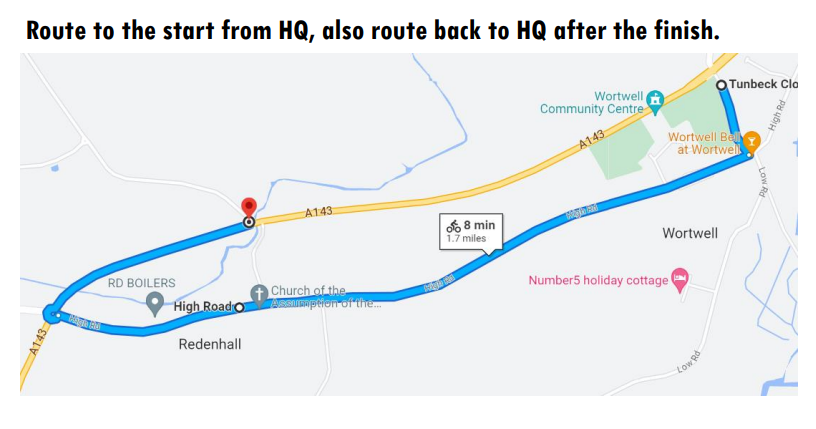 Route to the start from HQ, also route back to HQ after the finish.
Tunbeck Clo
Wortwell
Community Centre
High Rd
A143
Wortwell Bell
at Wortwell
Low Rd
A143
High Rd
8 min
1.7 miles
Wortwell
Number5 holiday cottage
RD BOILERS
High Rd
Church of the
Assumption of the...
High Road
High Rd
Redenhall
A143
Low Rd